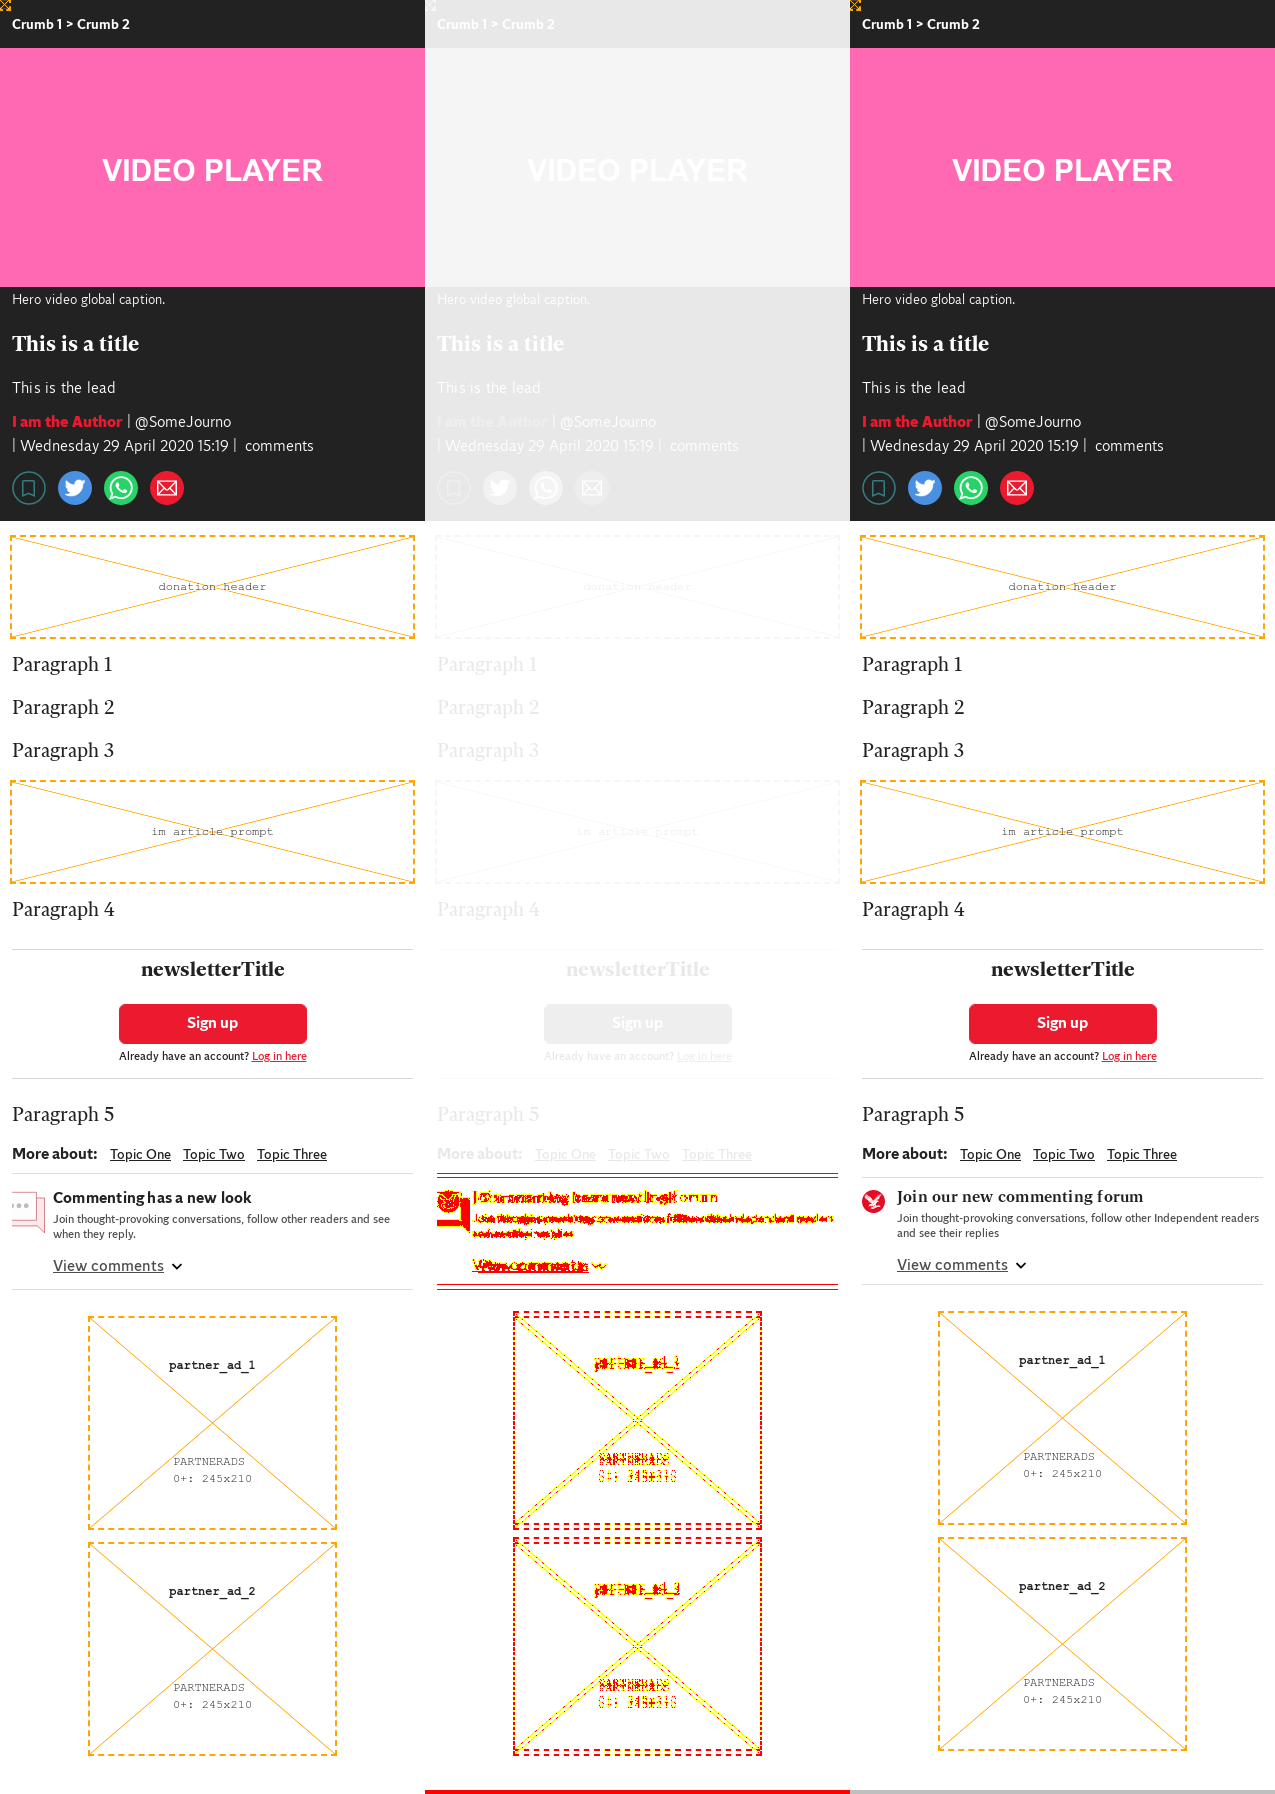 Crumb 1 > Crumb 2
VIDEO PLAYER
Hero video global caption.
This is a title
This is the lead
I am the Author | @SomeJourno
| Wednesday 29 April 2020 15:19 | comments
donation header
Paragraph 1
Paragraph 2
Paragraph 3
im article prompt
Paragraph 4
newsletterTitle
Sign up
Already have an account? Log in here
Paragraph 5
More about: Topic One Topic Two Topic Three
Commenting has a new look
Join thought-provoking conversations, follow other readers and see
when they reply.
View comments
partner_ad_1
PARTNERADS
0+: 245x210
partner_ad_2
PARTNERADS
0+: 245x210
Crumb 1 > Crumb 2
VIDEO PLAYER
Hero video global caption.
This is a title
This is the lead
I am the Author | @SomeJourno
| Wednesday 29 April 2020 15:19 | comments
donation header
Paragraph 1
Paragraph 2
Paragraph 3
im article prompt
Paragraph 4
newsletterTitle
Sign up
Already have an account? Log in here
Paragraph 5
More about: Topic One Topic Two Topic Three
Crumb 1 > Crumb 2
VIDEO PLAYER
Hero video global caption.
This is a title
This is the lead
I am the Author | @SomeJourno
| Wednesday 29 April 2020 15:19 | comments
donation header
Paragraph 1
Paragraph 2
Paragraph 3
im article prompt
Paragraph 4
newsletterTitle
Sign up
Already have an account? Log in here
Paragraph 5
More about: Topic One Topic Two Topic Three
Join our new commenting forum
Join thought-provoking conversations, follow other Independent readers
and see their replies
View comments
partner_ad_1
PARTNERADS
0+: 245x210
partner_ad_2
PARTNERADS
0+: 245x210